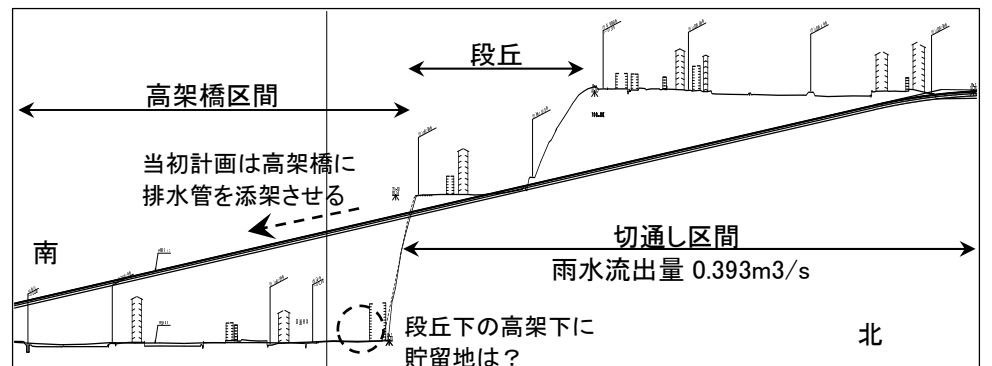 段丘
高架橋区間
当初計画は高架橋に
排水管を添架させる
切通し区間
雨水流出量 0.393m3/s
南
段丘下の高架下に
貯留地は？
北